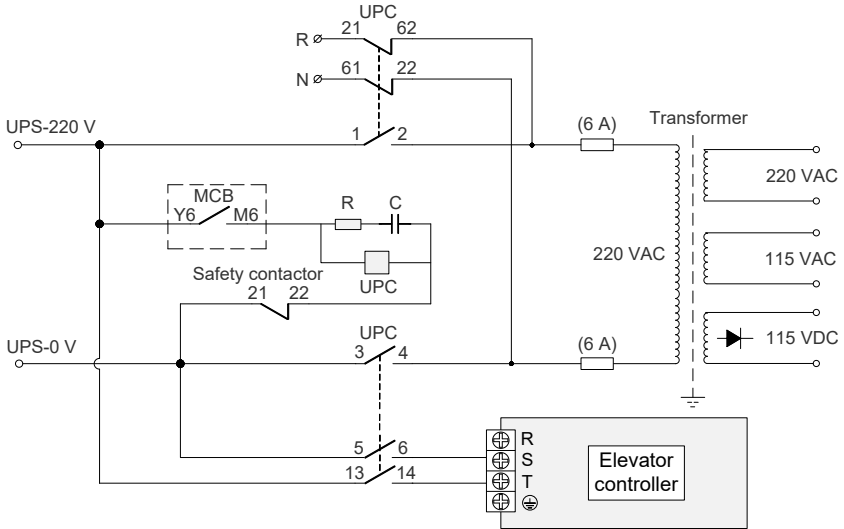 UPC
R 21 62
N 61 22
UPS-220 V
1 2
(6 A)
Transformer
220 VAC
MCB
Y6 M6
R C
UPC
220 VAC
115 VAC
Safety contactor
21 22
UPS-0 V
UPC
3 4
(6 A)
115 VDC
5 6
13 14
R
S
T
Elevator
controller